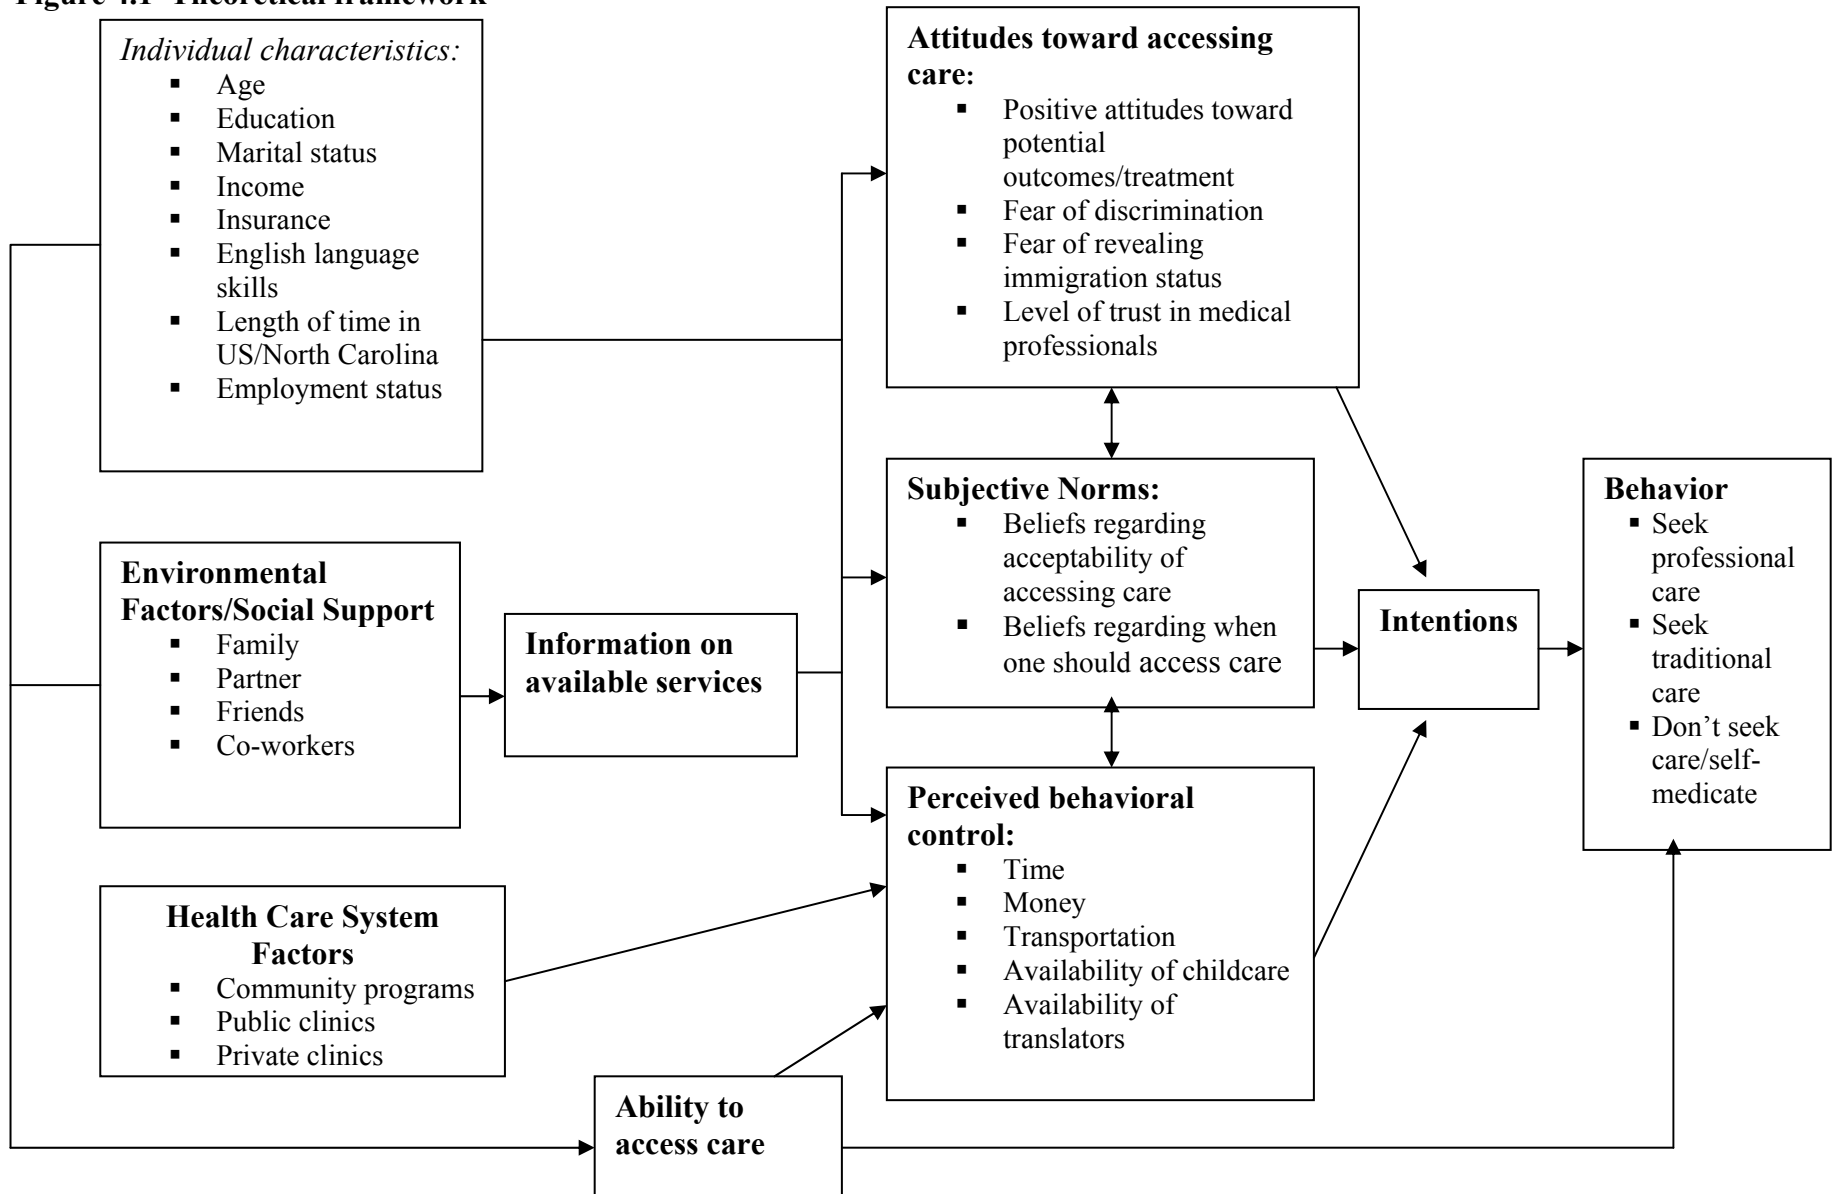 Figure 4.1 Theoretical framework
Individual characteristics:
▪ Age
▪ Education
▪ Marital status
▪ Income
▪ Insurance
▪ English language
skills
▪ Length of time in
US/North Carolina
▪ Employment status
Environmental
Factors/Social Support
▪ Family
▪ Partner
▪ Friends
▪ Co-workers
Health Care System
Factors
▪ Community programs
▪ Public clinics
▪ Private clinics
Information on
available services
Ability to
access care
Attitudes toward accessing
care:
▪ Positive attitudes toward
potential
outcomes/treatment
▪ Fear of discrimination
▪ Fear of revealing
immigration status
▪ Level of trust in medical
professionals
Subjective Norms:
▪ Beliefs regarding
acceptability of
accessing care
▪ Beliefs regarding when
one should access care
Perceived behavioral
control:
▪ Time
▪ Money
▪ Transportation
▪ Availability of childcare
▪ Availability of
translators
Intentions
Behavior
▪ Seek
professional
care
▪ Seek
traditional
care
▪ Don’t seek
care/self-
medicate